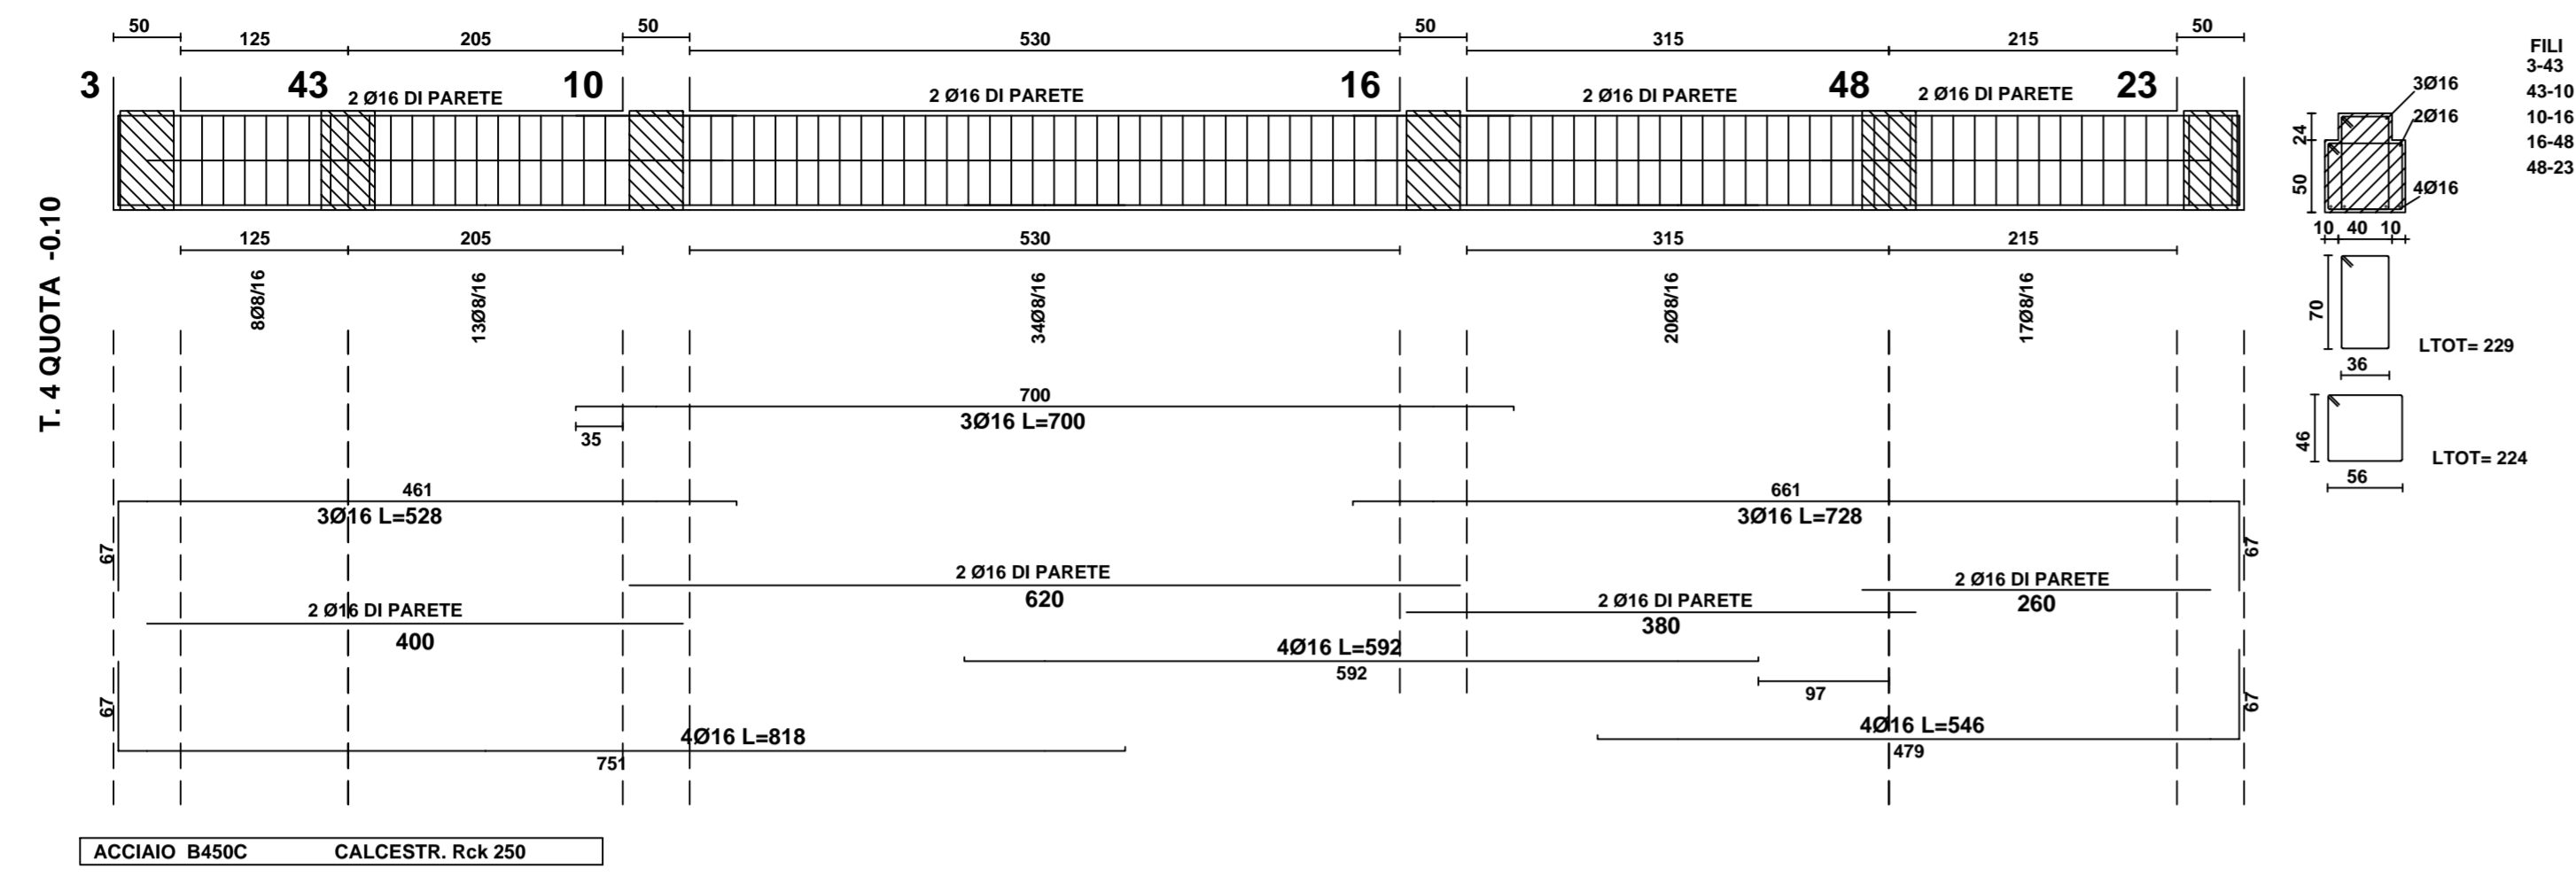 50 50 50 50
125 205 530 315 215
3 43 10 16 48 23
2 Ø16 DI PARETE 2 Ø16 DI PARETE 2 Ø16 DI PARETE 2 Ø16 DI PARETE
T. 4 QUOTA -0.10
125 205 530 315 215
8Ø8/16 13Ø8/16 34Ø8/16 20Ø8/16 17Ø8/16
700
3Ø16 L=700
35
461 661
3Ø16 L=528 3Ø16 L=728
67 67
2 Ø16 DI PARETE 2 Ø16 DI PARETE
620 260
2 Ø16 DI PARETE 2 Ø16 DI PARETE
400 380
4Ø16 L=592
592
97
67 67
4Ø16 L=818 4Ø16 L=546
751 479
ACCIAIO B450C CALCESTR. Rck 250
3Ø16
2Ø16
4Ø16
24
50
10 40 10
70
36
LTOT= 229
46
56
LTOT= 224
FILI
3-43
43-10
10-16
16-48
48-23